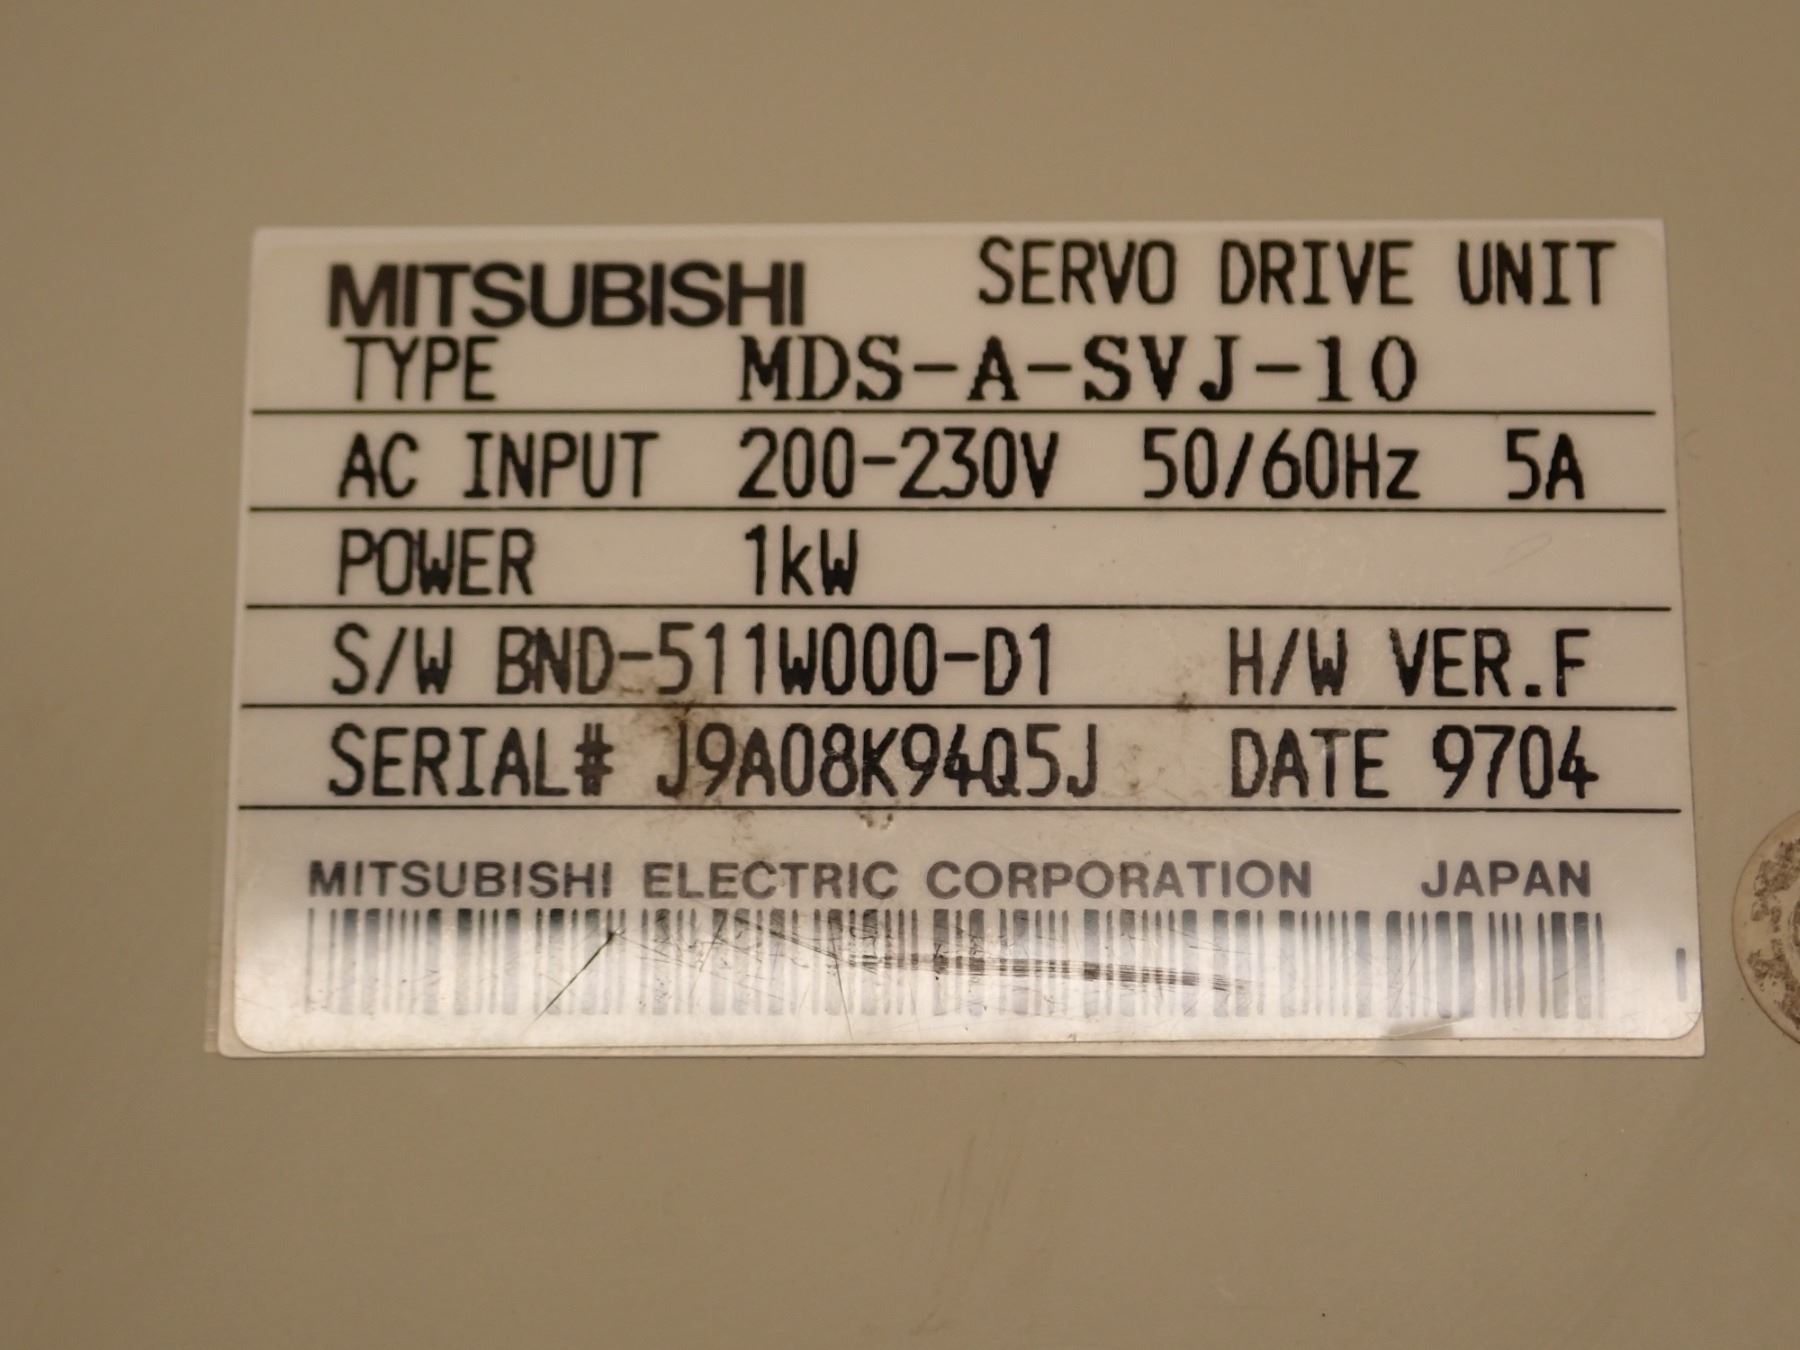 MITSUBISHI SERVO DRIVE UNIT
TYPE MDS-A-SVJ-10
AC INPUT 200-230V 50/60Hz 5A
POWER 1kW
S/W BND-511W000-D1 H/W VER.F
SERIAL# J9A08K94Q5J DATE 9704
MITSUBISHI ELECTRIC CORPORATION JAPAN